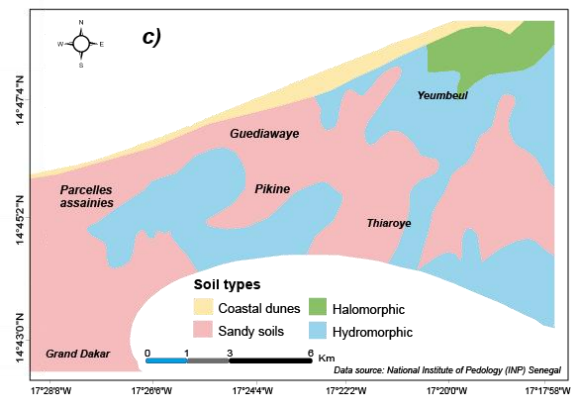 c)
N
W E
S
14°47'4"N
14°45'2"N
14°43'0"N
Yeumbeul
Guediawaye
Parcelles
assainies
Pikine
Thiaroye
Soil types
Coastal dunes
Halomorphic
Sandy soils
Hydromorphic
Grand Dakar
0 1 3 6
Km
Data source: National Institute of Pedology (INP) Senegal
17°28'8"W 17°26'6"W 17°24'4"W 17°22'2"W 17°20'0"W 17°17'58"W